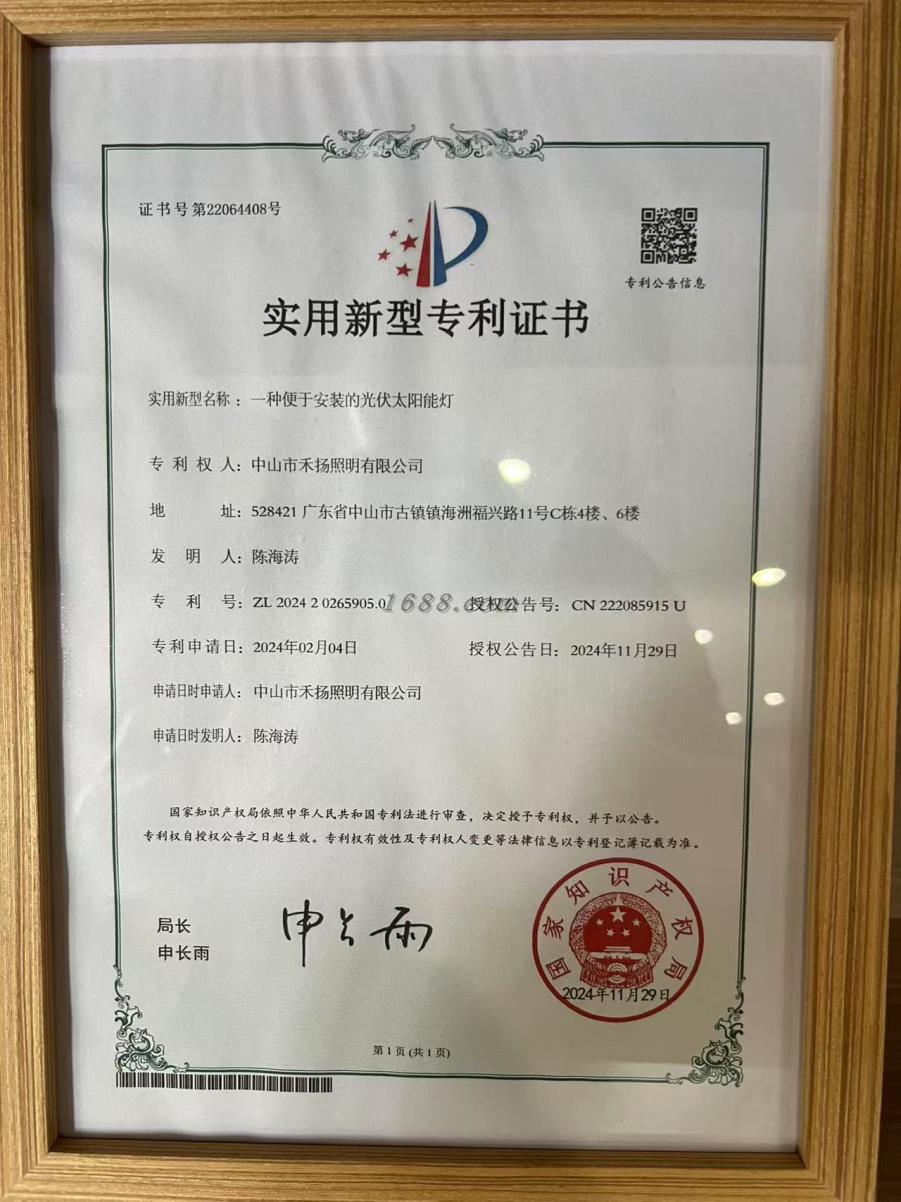 证书号第22064408号
专利公告信息
实用新型专利证书
实用新型名称：一种便于安装的光伏太阳能灯
专利权人：中山市禾扬照明有限公司
地址：528421 广东省中山市古镇镇海洲福兴路11号C栋4楼、6楼
发明人：陈海涛
专利号：ZL 2024 2 0265905.0 授权公告号：CN 222085915 U
1688.com
专利申请日：2024年02月04日 授权公告日：2024年11月29日
申请日时申请人：中山市禾扬照明有限公司
申请日时发明人：陈海涛
国家知识产权局依照中华人民共和国专利法进行审查，决定授予专利权，并予以公告。
专利权自授权公告之日起生效。专利权有效性及专利权人变更等法律信息以专利登记簿记载为准。
局长
申长雨
申长雨
国家知识产权局
2024年11月29日
第1页(共1页)